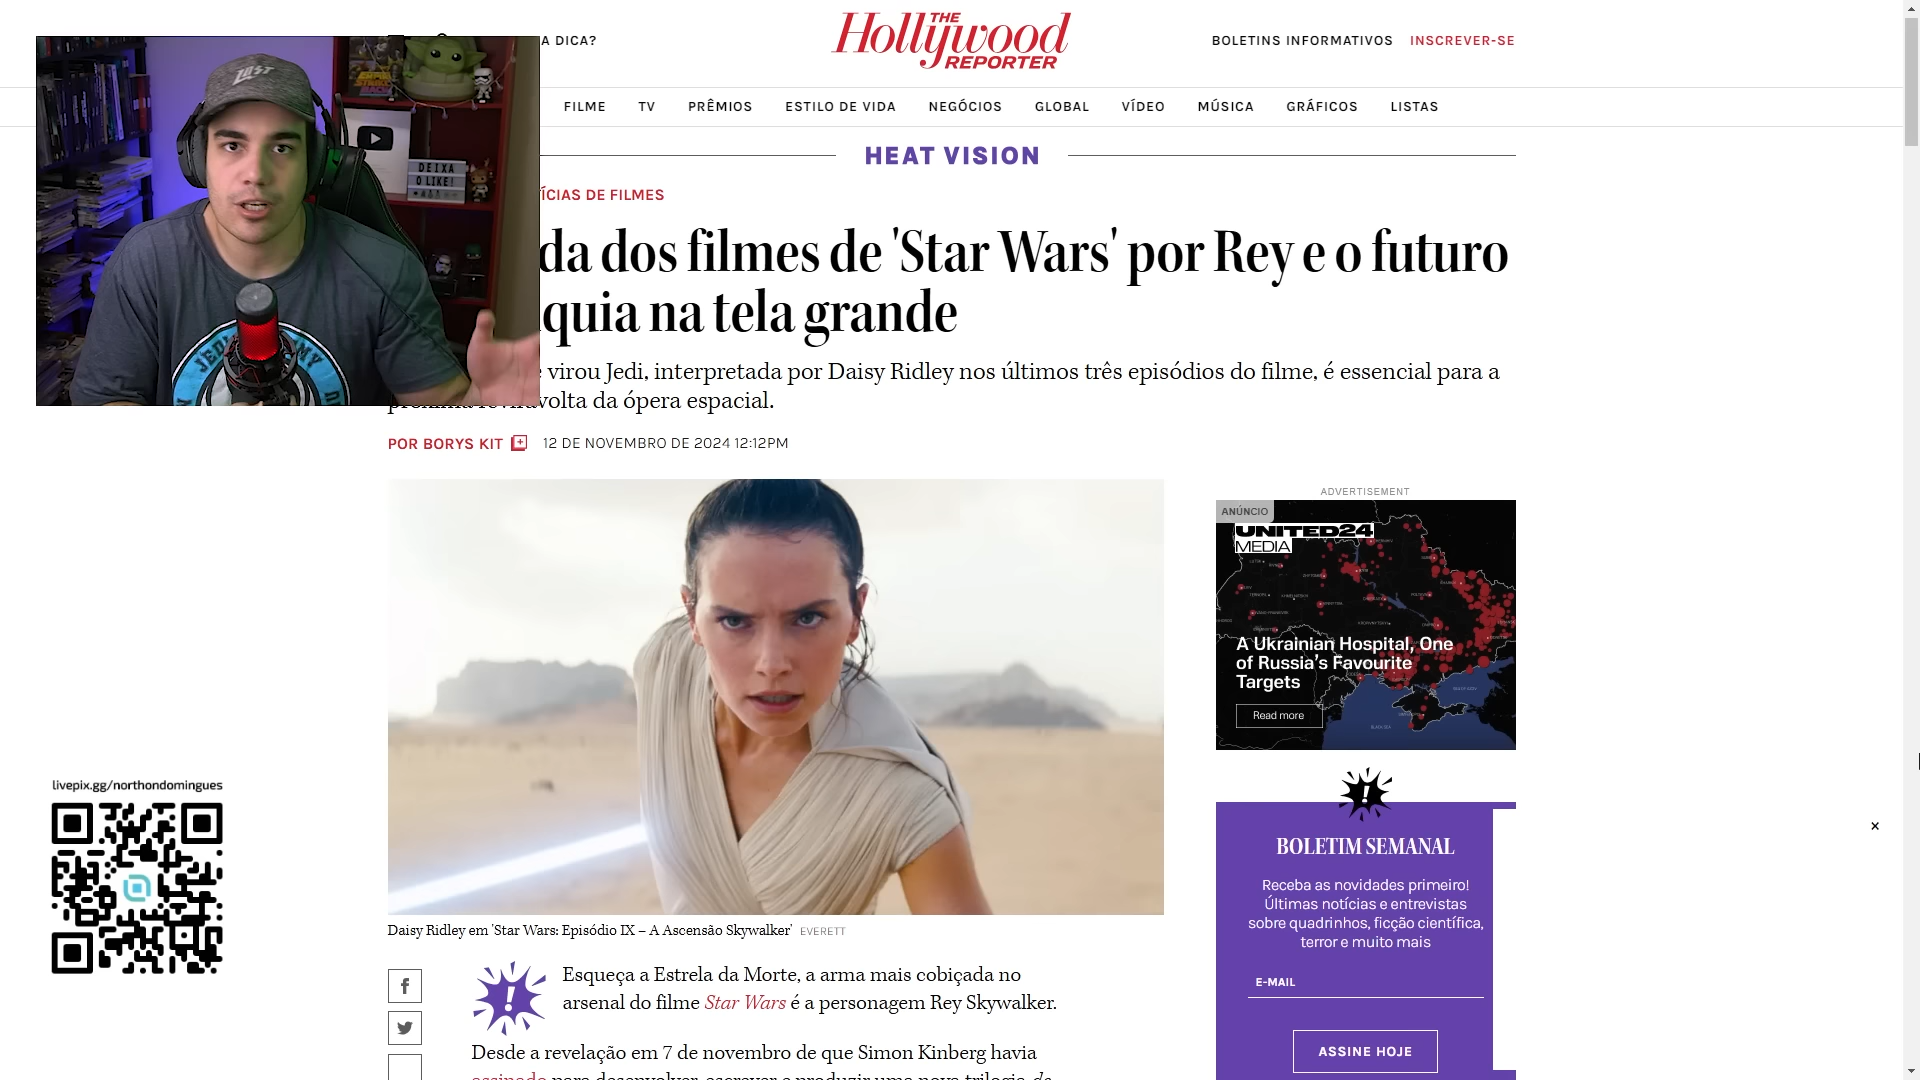 A DICA?
THE
Hollywood
REPORTER
BOLETINS INFORMATIVOS INSCREVER-SE
FILME TV PRÊMIOS ESTILO DE VIDA NEGÓCIOS GLOBAL VÍDEO MÚSICA GRÁFICOS LISTAS
HEAT VISION
ÍCIAS DE FILMES
da dos filmes de 'Star Wars' por Rey e o futuro
quia na tela grande
virou Jedi, interpretada por Daisy Ridley nos últimos três episódios do filme, é essencial para a
volta da ópera espacial.
POR BORYS KIT 12 DE NOVEMBRO DE 2024 12:12PM
LAST
DEIXA
O LIKE!
ADVERTISEMENT
ANÚNCIO
UNITED24
MEDIA
A Ukrainian Hospital, One
of Russia's Favourite
Targets
Read more
livepix.gg/northondomingues
BOLETIM SEMANAL
Receba as novidades primeiro!
Últimas notícias e entrevistas
sobre quadrinhos, ficção científica,
terror e muito mais
E-MAIL
ASSINE HOJE
Daisy Ridley em 'Star Wars: Episódio IX – A Ascensão Skywalker' EVERETT
Esqueça a Estrela da Morte, a arma mais cobiçada no
arsenal do filme Star Wars é a personagem Rey Skywalker.
Desde a revelação em 7 de novembro de que Simon Kinberg havia
assinado para desenvolver, escrever e produzir uma nova trilogia de